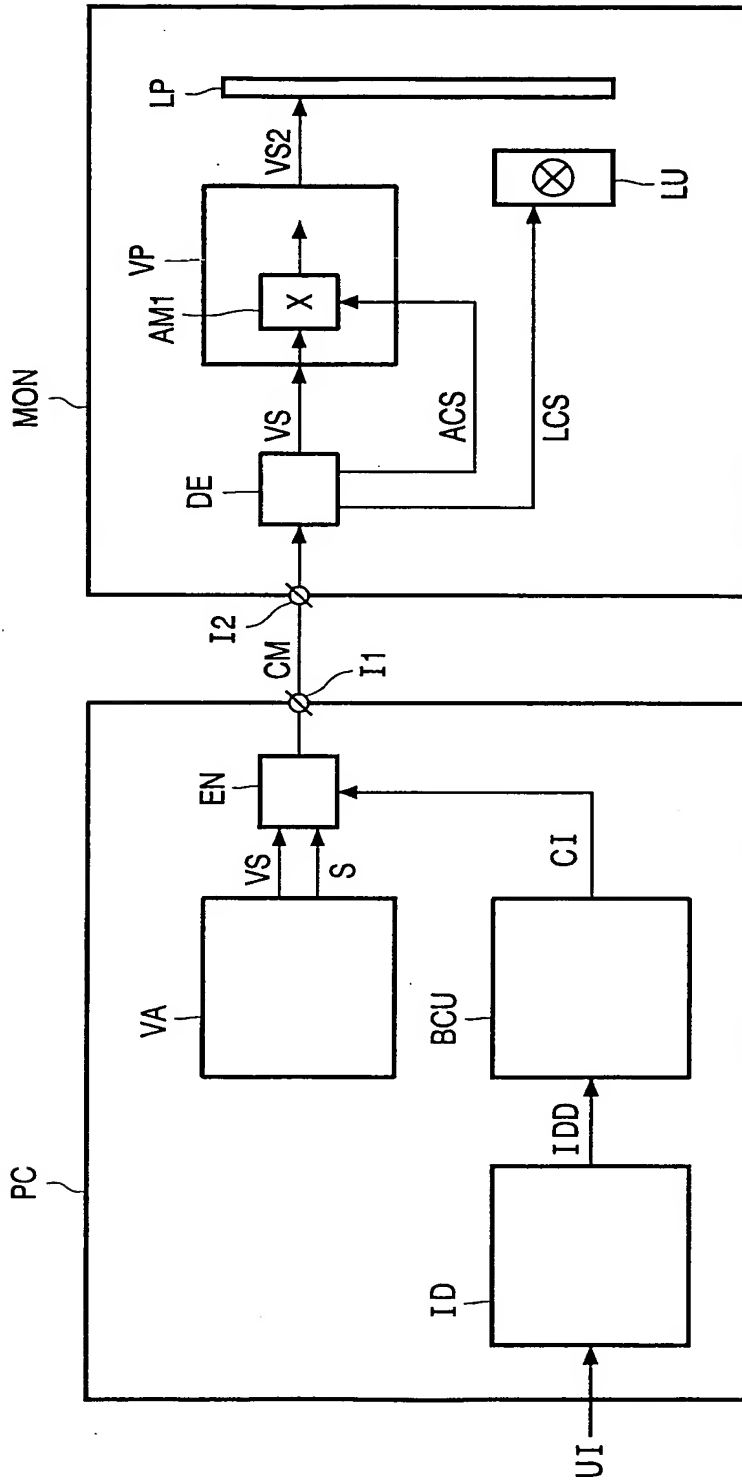 PC
MON
VA
VS
S
EN
I1
CM
I2
DE
VS
AM1
X
VP
VS2
LP
ACS
LCS
LU
UI
ID
IDD
BCU
CI